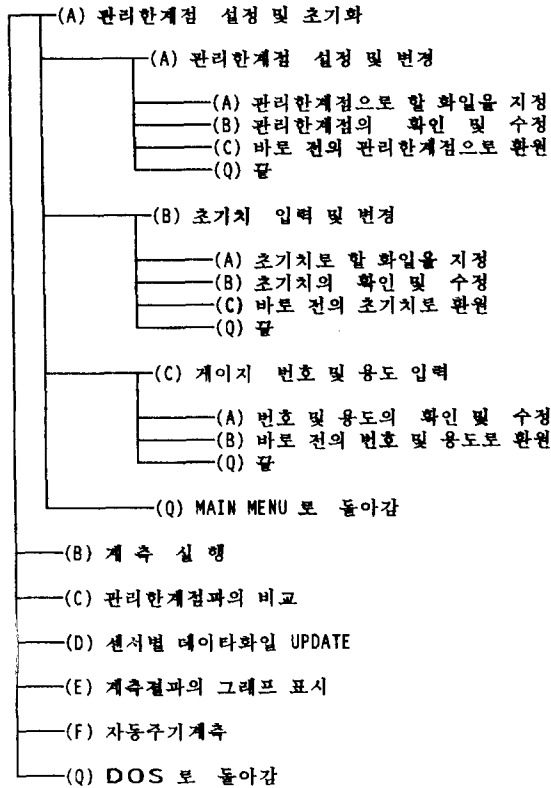 (A) 관리한계점 설정 및 초기화
(A) 관리한계점 설정 및 변경
(A) 관리한계점으로 할 화일을 지정
(B) 관리한계점의 확인 및 수정
(C) 바로 전의 관리한계점으로 환원
(Q) 끝
(B) 초기치 입력 및 변경
(A) 초기치로 할 화일을 지정
(B) 초기치의 확인 및 수정
(C) 바로 전의 초기치로 환원
(Q) 끝
(C) 게이지 번호 및 용도 입력
(A) 번호 및 용도의 확인 및 수정
(B) 바로 전의 번호 및 용도로 환원
(Q) 끝
(Q) MAIN MENU 로 돌아감
(B) 계 측 실 행
(C) 관리한계점과의 비교
(D) 센서별 데이타화일 UPDATE
(E) 계측결과의 그래프 표시
(F) 자동주기계측
(Q) DOS 로 돌아감